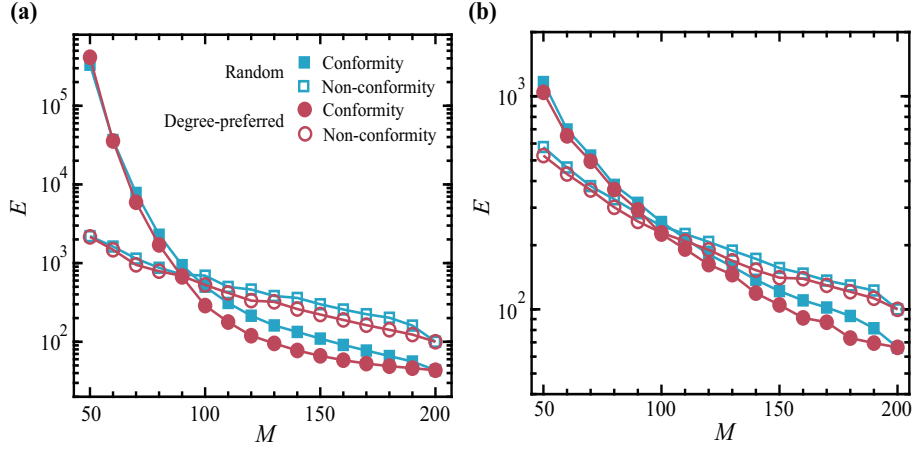 (a)
Random
Conformity
Non-conformity
Degree-preferred
Conformity
Non-conformity
10^5
10^4
10^3
10^2
E
50 100 150 200
M
(b)
10^3
10^2
E
50 100 150 200
M